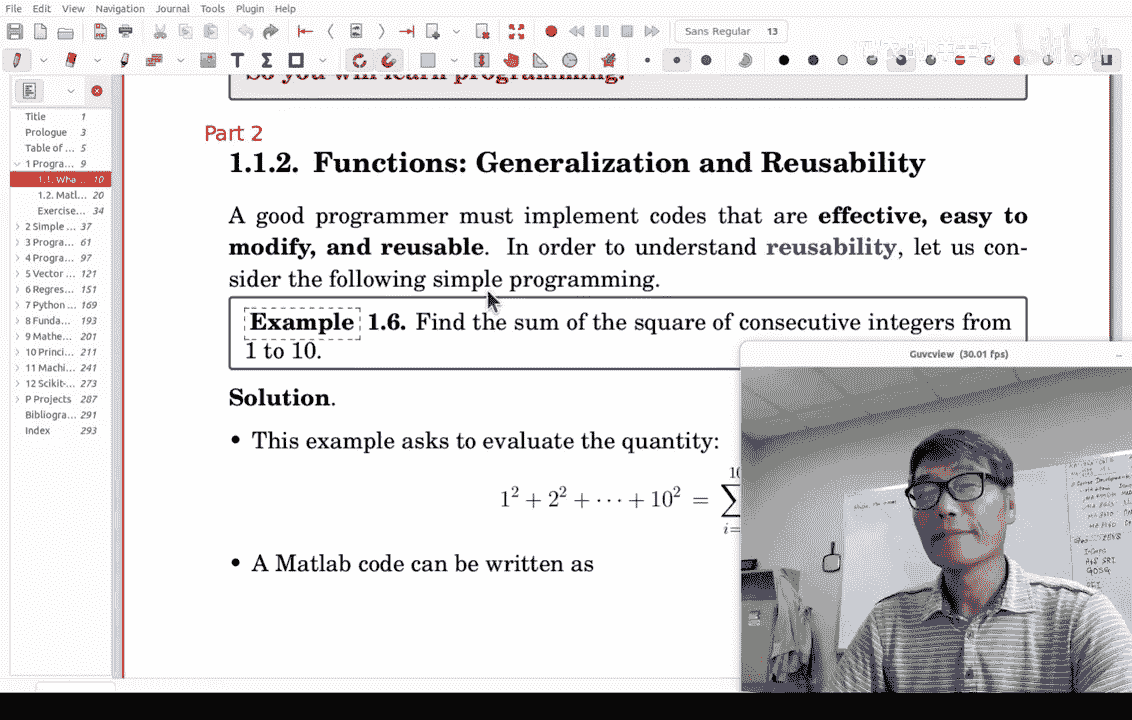 File Edit View Navigation Journal Tools Plugin Help
Sans Regular 13
So you will learn programming.
Title 1
Prologue 3
Table of ... 5
1 Progra... 9
1.1. Wha... 10
1.2. Matl... 20
Exercise... 34
2 Simple ... 37
3 Progra... 61
4 Progra... 97
5 Vector ... 121
6 Regres... 151
7 Python ... 169
8 Funda... 193
9 Mathe... 201
10 Princi... 211
11 Machi... 241
12 Scikit-... 273
P Projects 287
Bibliogra... 291
Index 293
Part 2
1.1.2. Functions: Generalization and Reusability
A good programmer must implement codes that are effective, easy to
modify, and reusable. In order to understand reusability, let us con-
sider the following simple programming.
Example 1.6. Find the sum of the square of consecutive integers from
1 to 10.
Solution.
• This example asks to evaluate the quantity:
1² + 2² + ··· + 10² = ∑
• A Matlab code can be written as
Guvcview (30.01 fps)